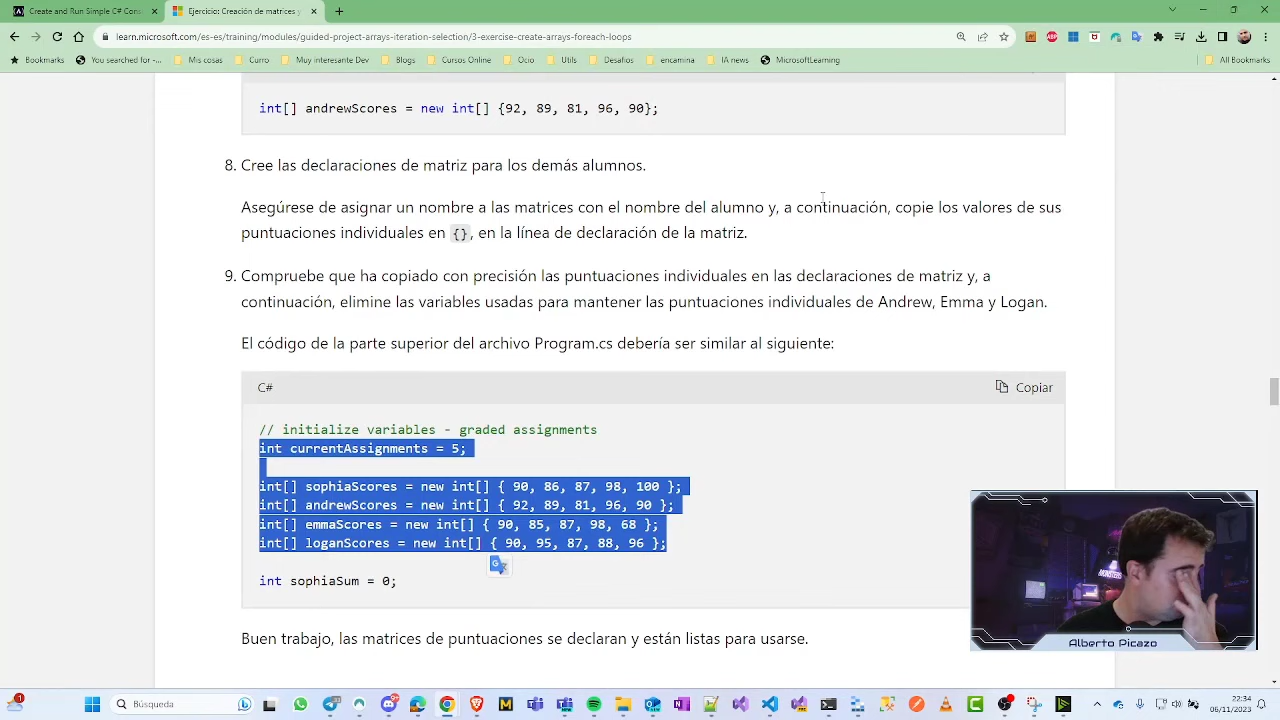 Create and Run Simple C# Cons
Ejercicio: Creación de matrices y
learn.microsoft.com/es-es/training/modules/guided-project-arrays-iteration-selection/3-exercise-create-arrays-foreach-loops
Bookmarks
You searched for -...
Mis cosas
Curro
Muy interesante Dev
Blogs
Cursos Online
Ocio
Utils
Desafíos
encamina
IA news
MicrosoftLearning
All Bookmarks
int[] andrewScores = new int[] {92, 89, 81, 96, 90};
8. Cree las declaraciones de matriz para los demás alumnos.
Asegúrese de asignar un nombre a las matrices con el nombre del alumno y, a continuación, copie los valores de sus
puntuaciones individuales en {}, en la línea de declaración de la matriz.
9. Compruebe que ha copiado con precisión las puntuaciones individuales en las declaraciones de matriz y, a
continuación, elimine las variables usadas para mantener las puntuaciones individuales de Andrew, Emma y Logan.
El código de la parte superior del archivo Program.cs debería ser similar al siguiente:
C#
Copiar
// initialize variables - graded assignments
int currentAssignments = 5;
int[] sophiaScores = new int[] { 90, 86, 87, 98, 100 };
int[] andrewScores = new int[] { 92, 89, 81, 96, 90 };
int[] emmaScores = new int[] { 90, 85, 87, 98, 68 };
int[] loganScores = new int[] { 90, 95, 87, 88, 96 };
int sophiaSum = 0;
Buen trabajo, las matrices de puntuaciones se declaran y están listas para usarse.
Alberto Picazo
Búsqueda
22:34
06/11/2023